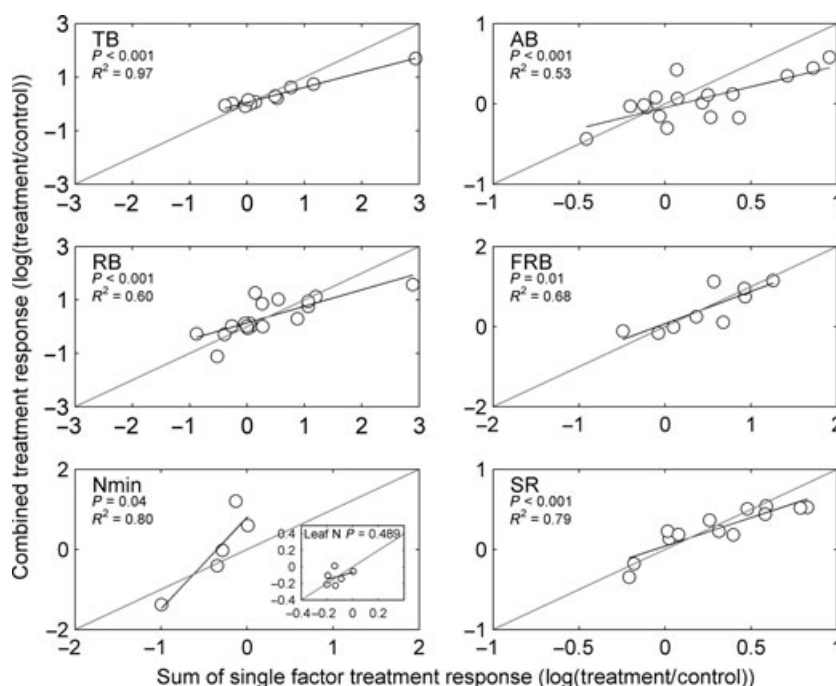 Combined treatment response (log(treatment/control))
3
TB
P < 0.001
R² = 0.97
1
−1
−3
−3 −2 −1 0 1 2 3
1
AB
P < 0.001
R² = 0.53
0
−1
−1 −0.5 0 0.5 1
3
RB
P < 0.001
R² = 0.60
1
−1
−3
−3 −2 −1 0 1 2 3
2
FRB
P = 0.01
R² = 0.68
0
−2
−2 −1 0 1 2
2
Nmin
P = 0.04
R² = 0.80
0
−2
−2 −1 0 1 2
0.4
Leaf N P = 0.489
0.2
0
−0.2
−0.4
−0.4 −0.2 0 0.2
1
SR
P < 0.001
R² = 0.79
0
−1
−1 −0.5 0 0.5 1
Sum of single factor treatment response (log(treatment/control))